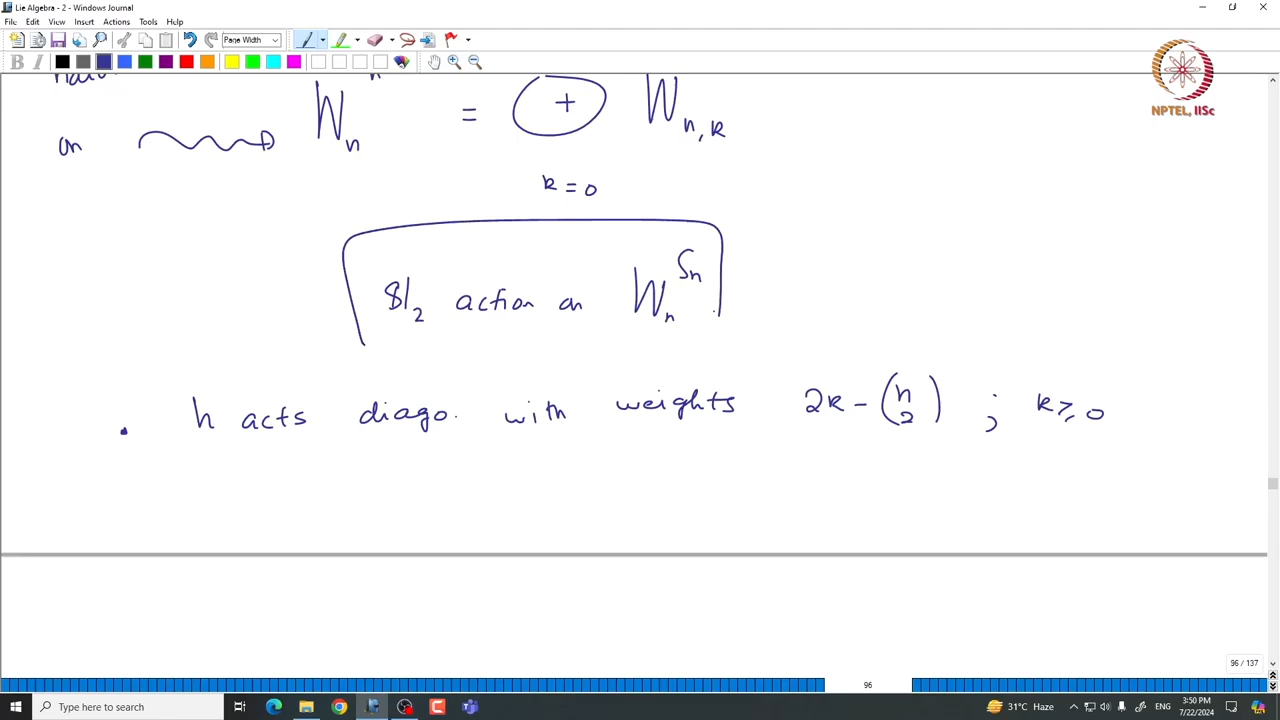 Lie Algebra - 2 - Windows Journal
File Edit View Insert Actions Tools Help
Page Width
B I
NPTEL, IISc
n
on W_n = ⊕ W_{n,k}
k = 0
sl_2 action on W_n^{S_n}
. h acts diago. with weights 2k - (n 2) ; k ≥ 0
96 / 137
96
Type here to search
31°C Haze
ENG
3:50 PM
7/22/2024